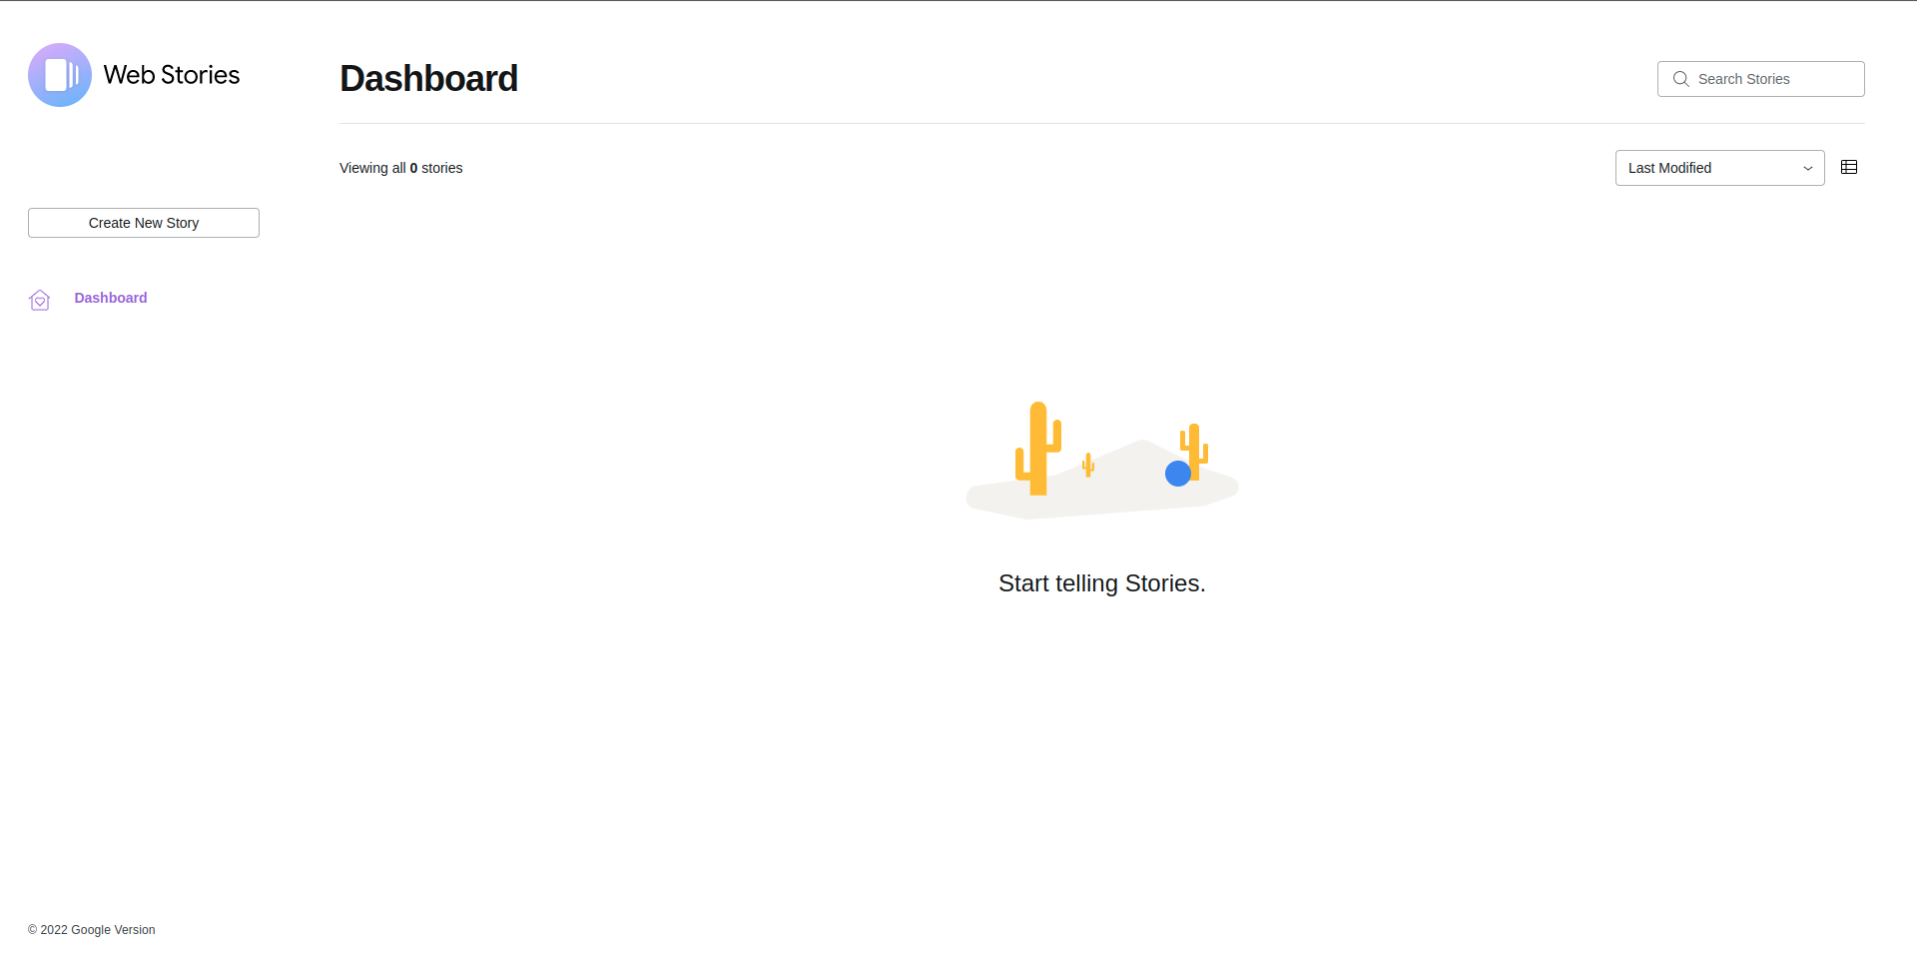 Web Stories
Dashboard
Search Stories
Viewing all 0 stories
Last Modified
Create New Story
Dashboard
Start telling Stories.
© 2022 Google Version